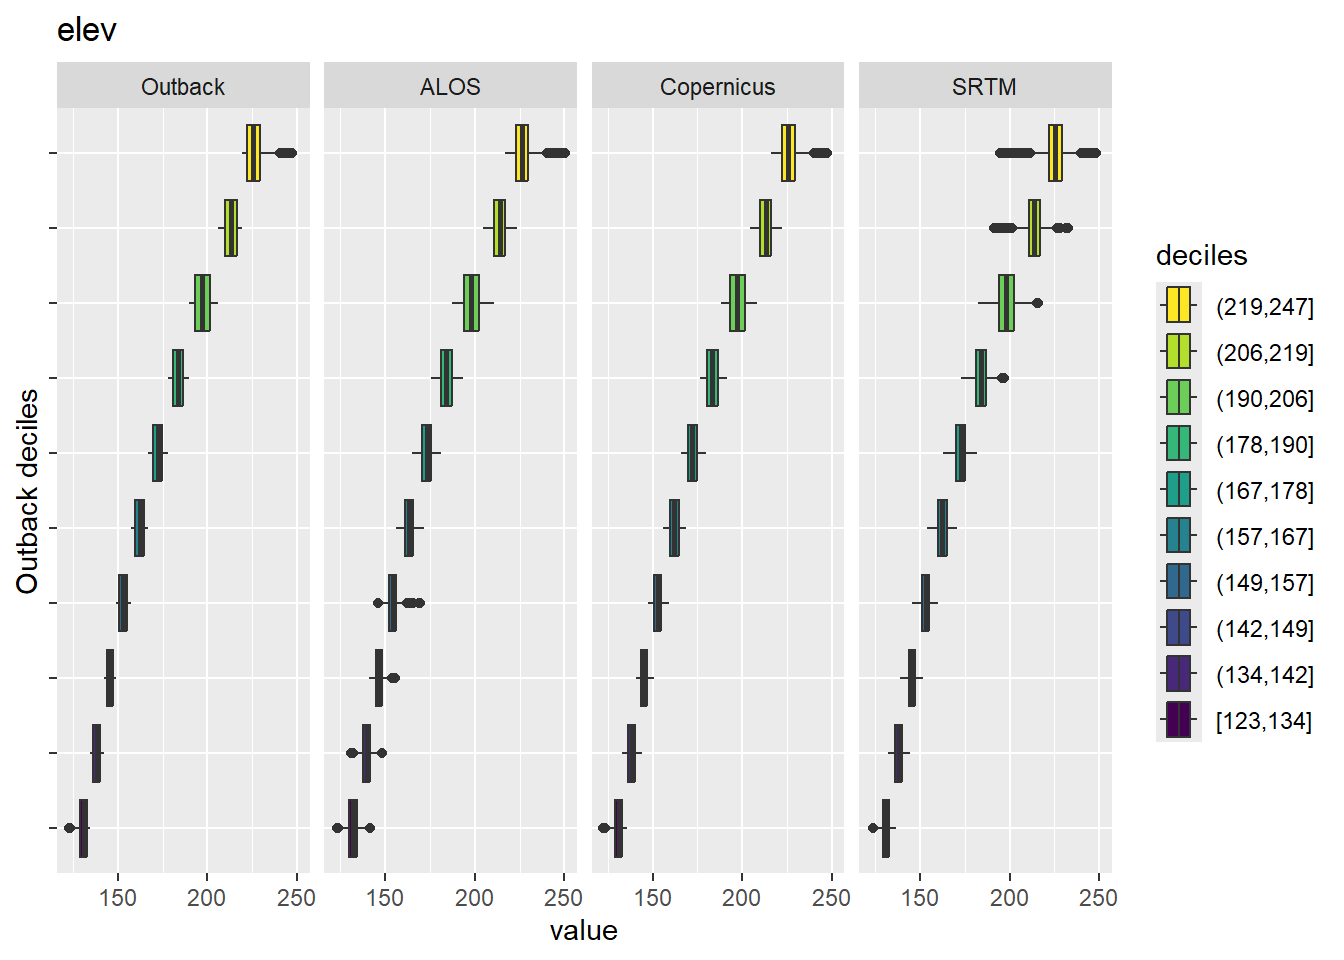 elev
Outback ALOS Copernicus SRTM
Outback deciles
150 200 250 150 200 250 150 200 250 150 200 250
value
deciles
(219,247]
(206,219]
(190,206]
(178,190]
(167,178]
(157,167]
(149,157]
(142,149]
(134,142]
[123,134]